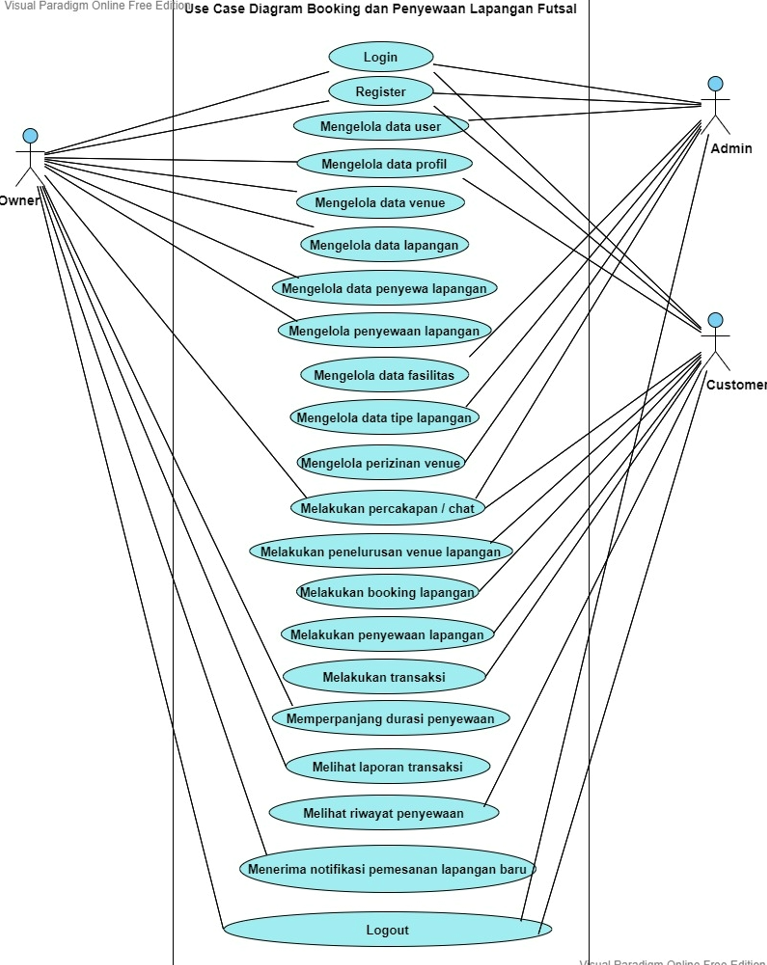 Visual Paradigm Online Free Edition
Use Case Diagram Booking dan Penyewaan Lapangan Futsal
Login
Register
Mengelola data user
Admin
Mengelola data profil
Owner
Mengelola data venue
Mengelola data lapangan
Mengelola data penyewa lapangan
Mengelola penyewaan lapangan
Mengelola data fasilitas
Customer
Mengelola data tipe lapangan
Mengelola perizinan venue
Melakukan percakapan / chat
Melakukan penelurusan venue lapangan
Melakukan booking lapangan
Melakukan penyewaan lapangan
Melakukan transaksi
Memperpanjang durasi penyewaan
Melihat laporan transaksi
Melihat riwayat penyewaan
Menerima notifikasi pemesanan lapangan baru
Logout
Visual Paradigm Online Free Edition